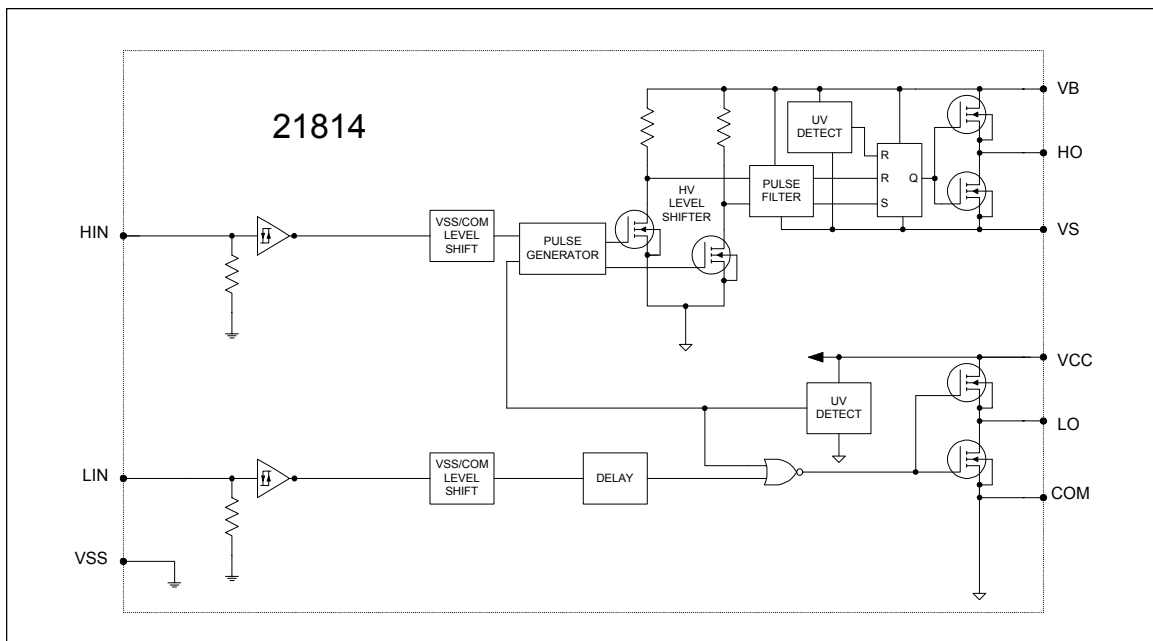 21814
VB
UV
DETECT
HO
R
R
Q
S
PULSE
FILTER
HV
LEVEL
SHIFTER
VS
HIN
VSS/COM
LEVEL
SHIFT
PULSE
GENERATOR
VCC
UV
DETECT
LO
LIN
VSS/COM
LEVEL
SHIFT
DELAY
COM
VSS